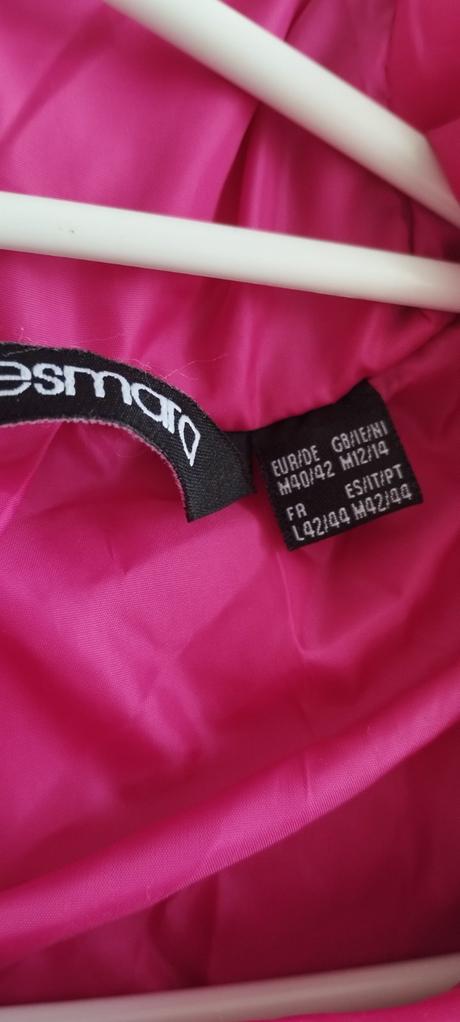 esmara
EUR/DE GB/IE/NI
M40/42 M12/14
FR ES/IT/PT
L42/44 M42/44